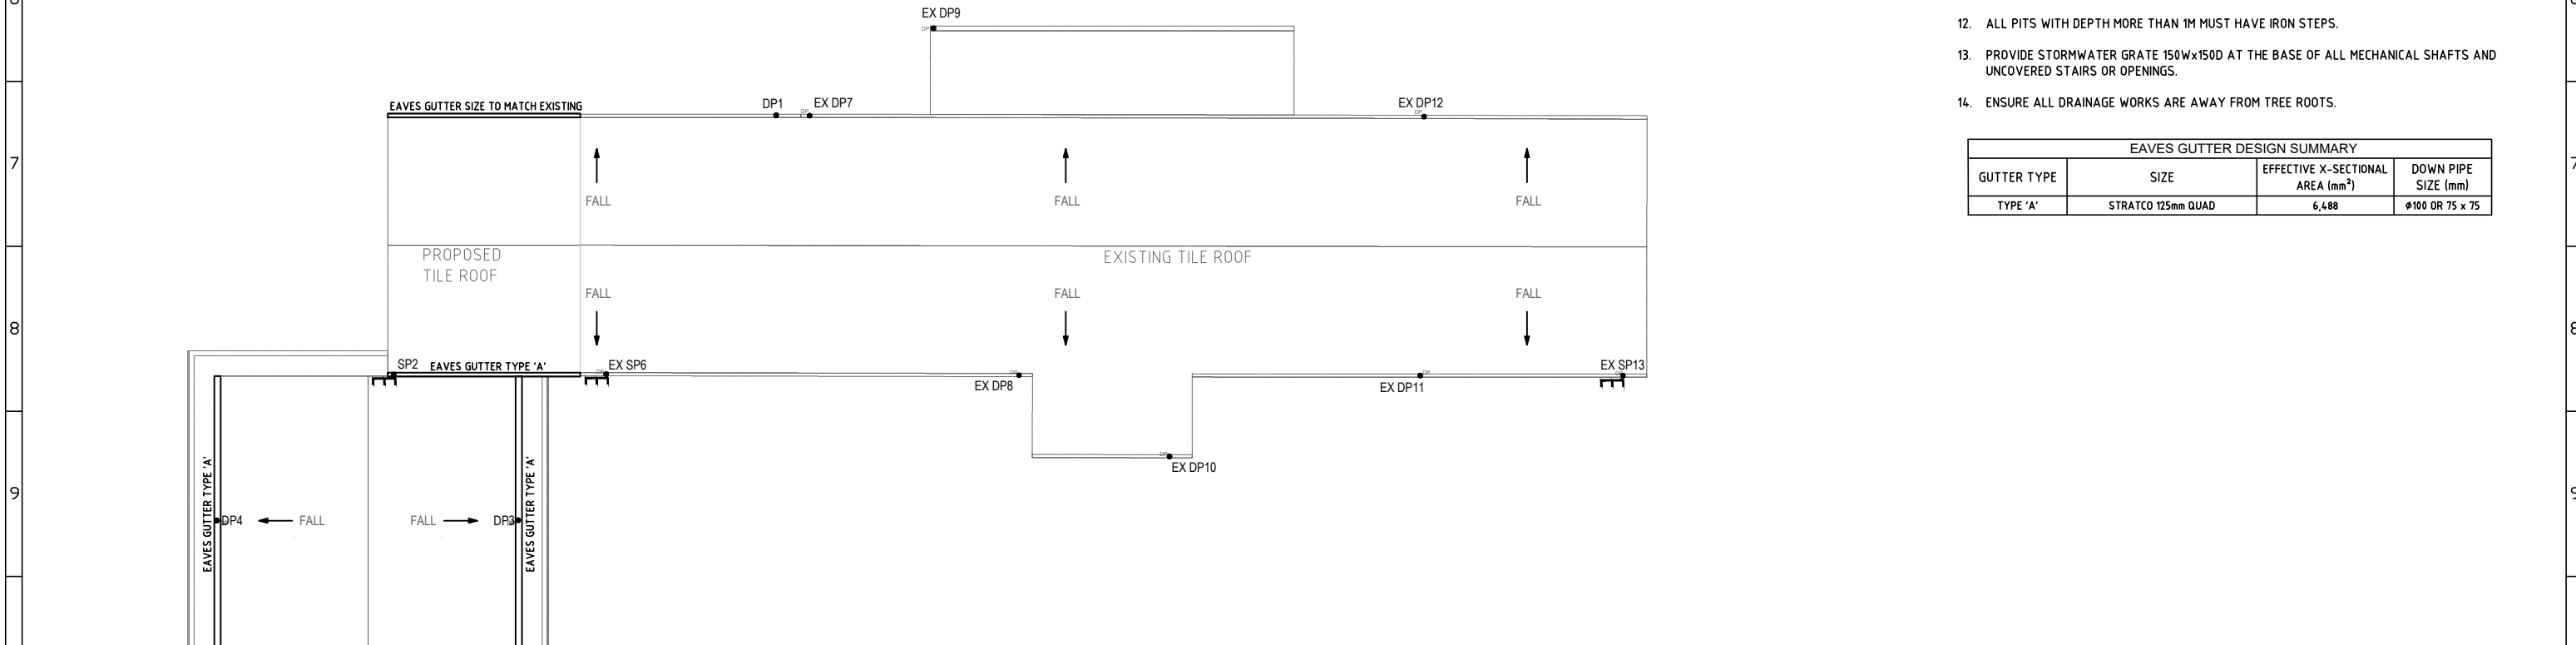 EX DP9
12. ALL PITS WITH DEPTH MORE THAN 1M MUST HAVE IRON STEPS.
13. PROVIDE STORMWATER GRATE 150Wx150D AT THE BASE OF ALL MECHANICAL SHAFTS AND
UNCOVERED STAIRS OR OPENINGS.
14. ENSURE ALL DRAINAGE WORKS ARE AWAY FROM TREE ROOTS.
EAVES GUTTER SIZE TO MATCH EXISTING
DP1
EX DP7
EX DP12
EAVES GUTTER DESIGN SUMMARY
GUTTER TYPE
SIZE
EFFECTIVE X-SECTIONAL
AREA (mm²)
DOWN PIPE
SIZE (mm)
TYPE 'A'
STRATCO 125mm QUAD
6,488
Ø100 OR 75 x 75
7
FALL
FALL
FALL
PROPOSED
TILE ROOF
EXISTING TILE ROOF
FALL
FALL
FALL
8
8
SP2
EAVES GUTTER TYPE 'A'
EX SP6
EX DP8
EX DP11
EX SP13
EX DP10
9
EAVES GUTTER TYPE 'A'
DP4
FALL
FALL
DP3
EAVES GUTTER TYPE 'A'